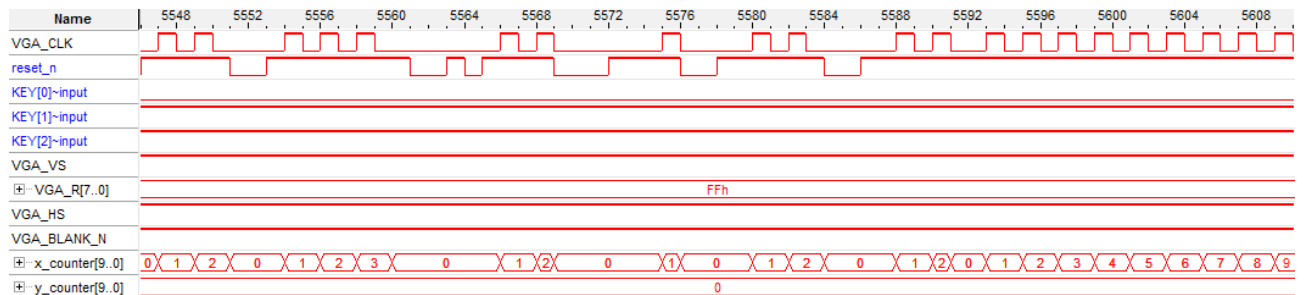 Name 5548 5552 5556 5560 5564 5568 5572 5576 5580 5584 5588 5592 5596 5600 5604 5608
VGA_CLK
reset_n
KEY[0]~input
KEY[1]~input
KEY[2]~input
VGA_VS
VGA_R[7..0] FFh
VGA_HS
VGA_BLANK_N
x_counter[9..0] 0 1 2 0 1 2 3 0 1 2 0 1 0 1 2 0 1 2 0 1 2 3 4 5 6 7 8 9
y_counter[9..0] 0